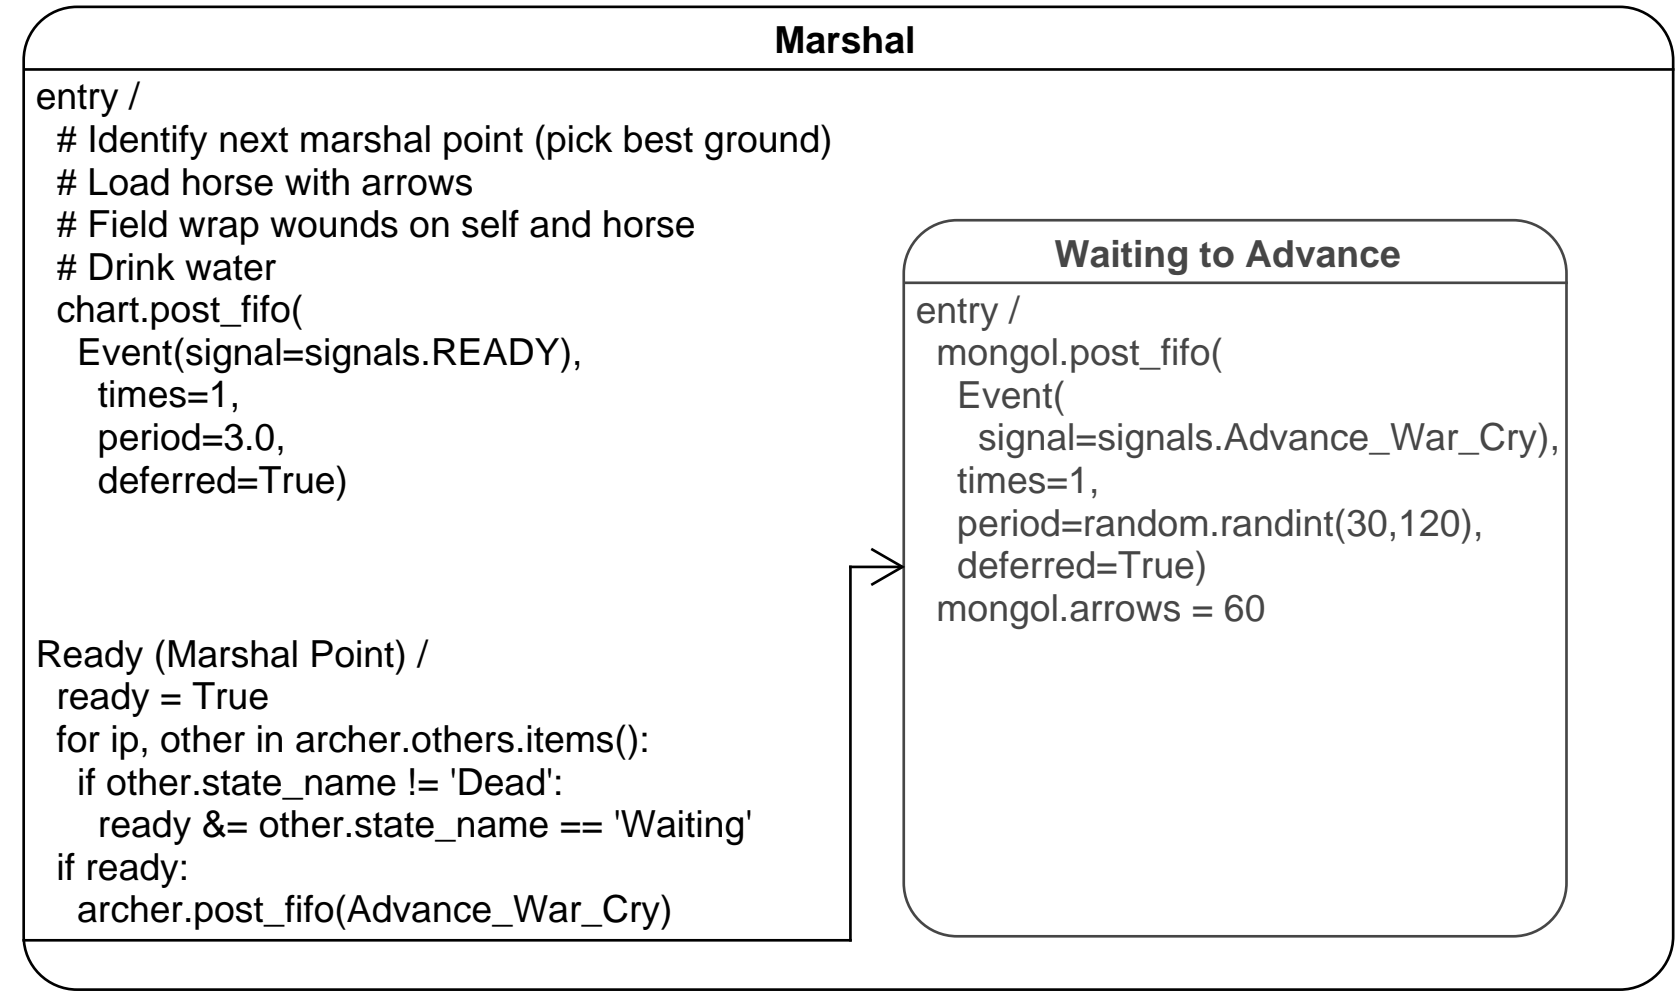 Marshal
entry /
# Identify next marshal point (pick best ground)
# Load horse with arrows
# Field wrap wounds on self and horse
# Drink water
chart.post_fifo(
Event(signal=signals.READY),
times=1,
period=3.0,
deferred=True)
Ready (Marshal Point) /
ready = True
for ip, other in archer.others.items():
if other.state_name != 'Dead':
ready &= other.state_name == 'Waiting'
if ready:
archer.post_fifo(Advance_War_Cry)
Waiting to Advance
entry /
mongol.post_fifo(
Event(
signal=signals.Advance_War_Cry),
times=1,
period=random.randint(30,120),
deferred=True)
mongol.arrows = 60